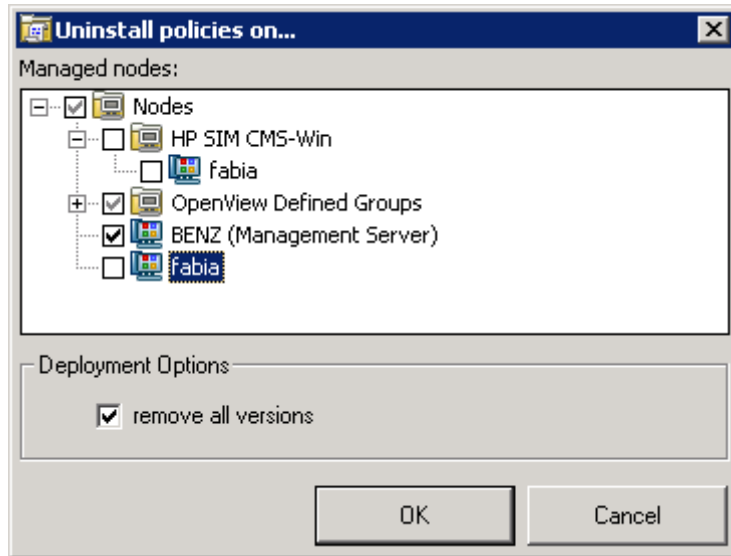 Uninstall policies on...
Managed nodes:
Nodes
HP SIM CMS-Win
fabia
OpenView Defined Groups
BENZ (Management Server)
fabia
Deployment Options
remove all versions
OK Cancel